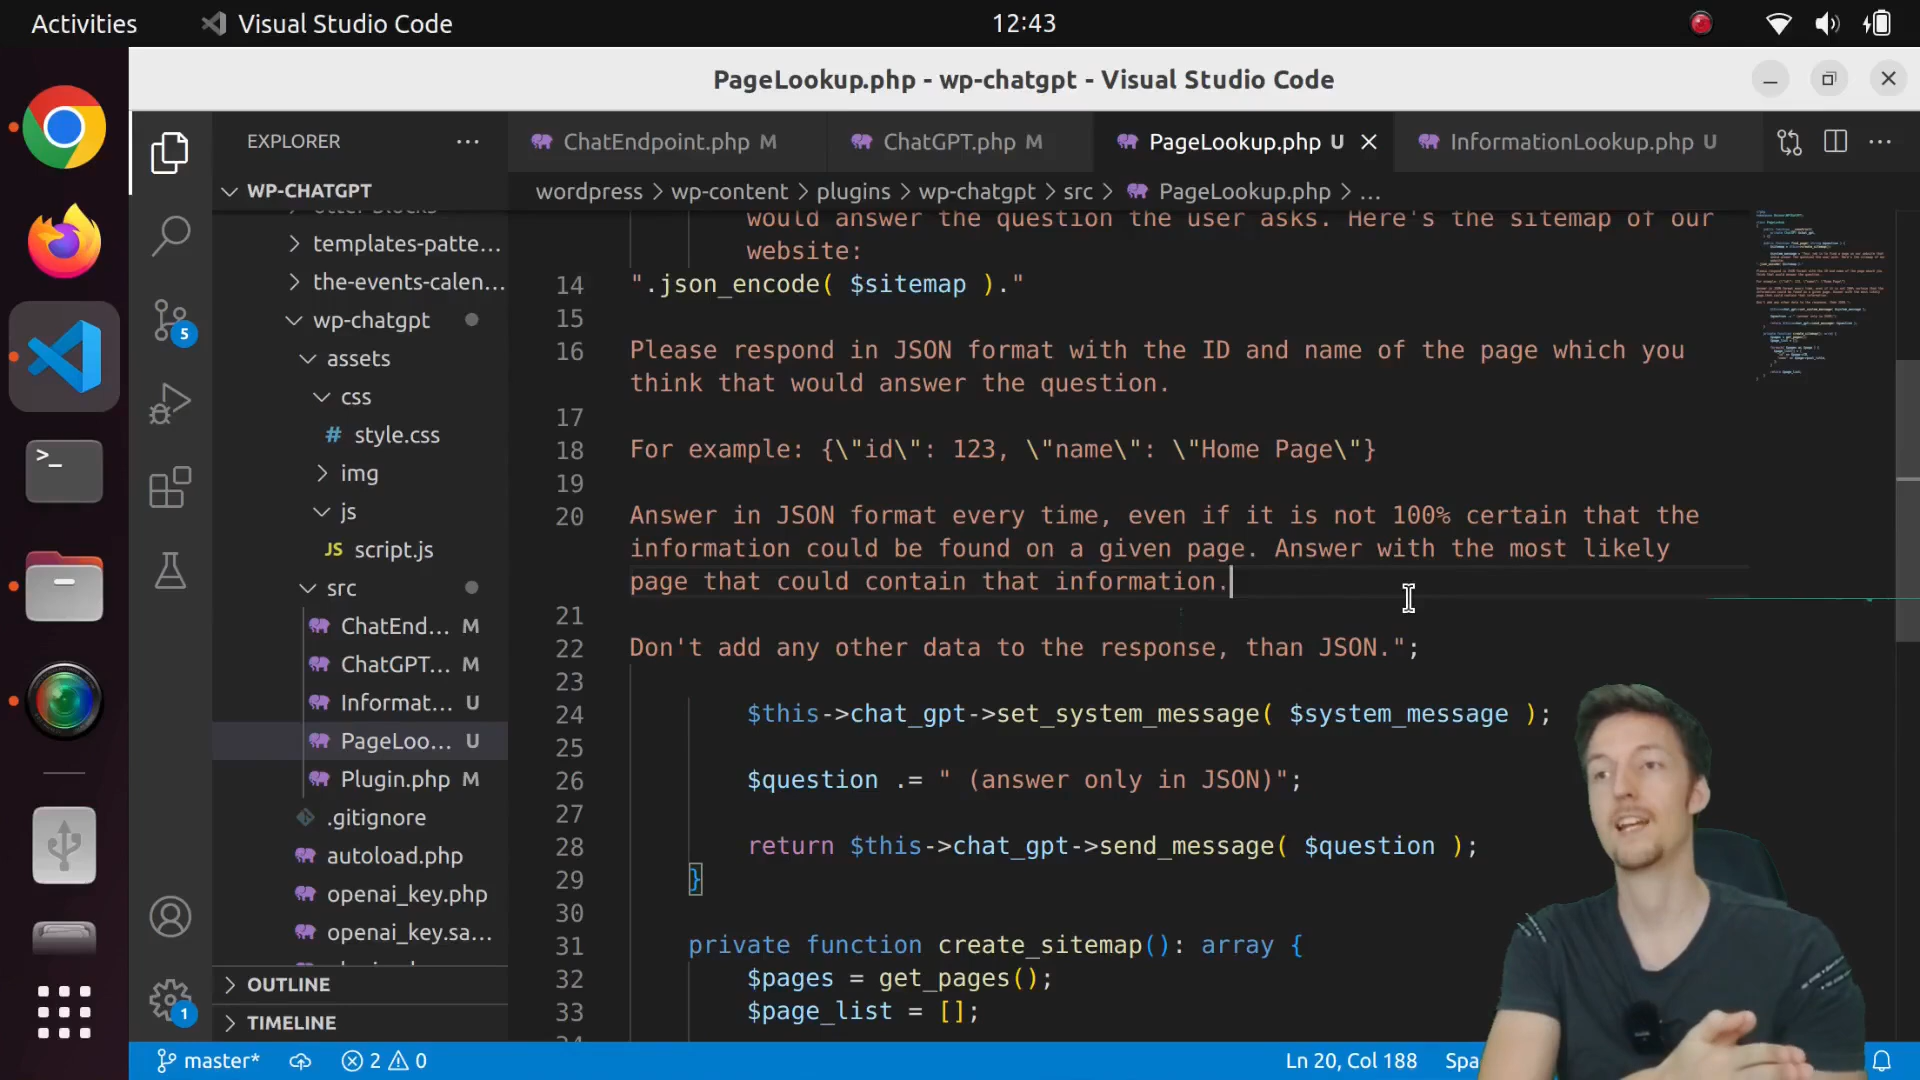 Activities
Visual Studio Code
12:43
PageLookup.php - wp-chatgpt - Visual Studio Code
EXPLORER
ChatEndpoint.php M
ChatGPT.php M
PageLookup.php U
InformationLookup.php U
WP-CHATGPT
wordpress > wp-content > plugins > wp-chatgpt > src > PageLookup.php > ...
templates-patte...
the-events-calen...
wp-chatgpt
assets
css
# style.css
img
js
JS script.js
src
ChatEnd... M
ChatGPT... M
Informat... U
PageLoo... U
Plugin.php M
.gitignore
autoload.php
openai_key.php
openai_key.sa...
OUTLINE
TIMELINE
5
1
would answer the question the user asks. Here's the sitemap of our
website:
14 ".json_encode( $sitemap )."
15
16 Please respond in JSON format with the ID and name of the page which you
think that would answer the question.
17
18 For example: {\"id\": 123, \"name\": \"Home Page\"}
19
20 Answer in JSON format every time, even if it is not 100% certain that the
information could be found on a given page. Answer with the most likely
page that could contain that information.
21
22 Don't add any other data to the response, than JSON.";
23
24 $this->chat_gpt->set_system_message( $system_message );
25
26 $question .= " (answer only in JSON)";
27
28 return $this->chat_gpt->send_message( $question );
29 }
30
31 private function create_sitemap(): array {
32 $pages = get_pages();
33 $page_list = [];
master*
2
0
Ln 20, Col 188
Spa